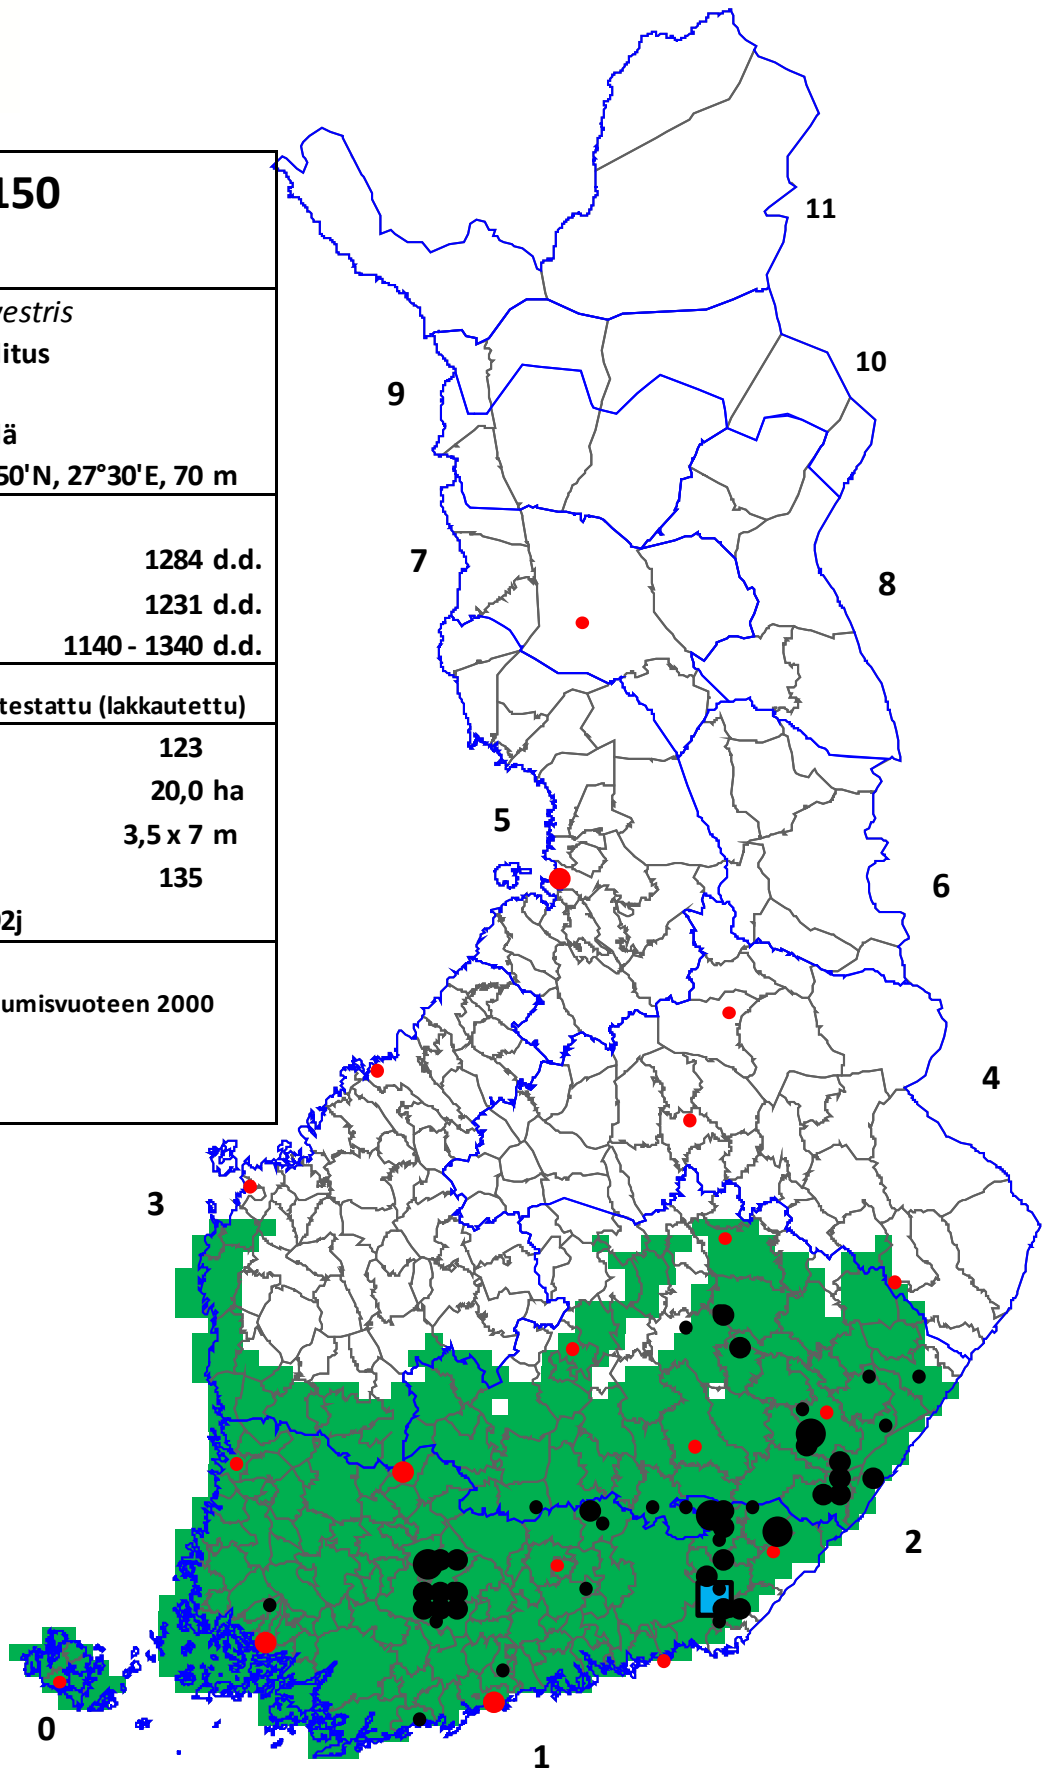 150
estris
itus
ä
50'N, 27°30'E, 70 m
1284 d.d.
1231 d.d.
1140 - 1340 d.d.
testattu (lakkautettu)
123
20,0 ha
3,5 x 7 m
135
2j
umisvuoteen 2000
11
10
9
7
8
5
6
4
3
2
0
1